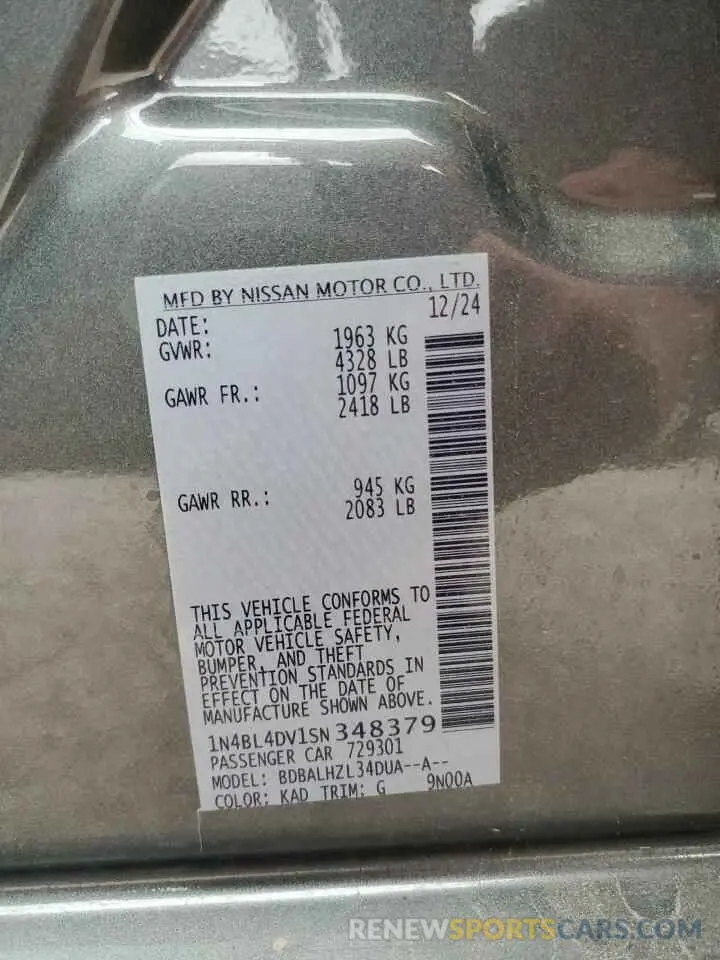 MFD BY NISSAN MOTOR CO., LTD.
DATE: 12/24
GVWR: 1963 KG
4328 LB
GAWR FR.: 1097 KG
2418 LB
GAWR RR.: 945 KG
2083 LB
THIS VEHICLE CONFORMS TO
ALL APPLICABLE FEDERAL
MOTOR VEHICLE SAFETY,
BUMPER, AND THEFT
PREVENTION STANDARDS IN
EFFECT ON THE DATE OF
MANUFACTURE SHOWN ABOVE.
1N4BL4DV1SN348379
PASSENGER CAR 729301
MODEL: BDBALHZL34DUA--A--
COLOR: KAD TRIM: G 9N00A
RENEWSPORTSCARS.COM